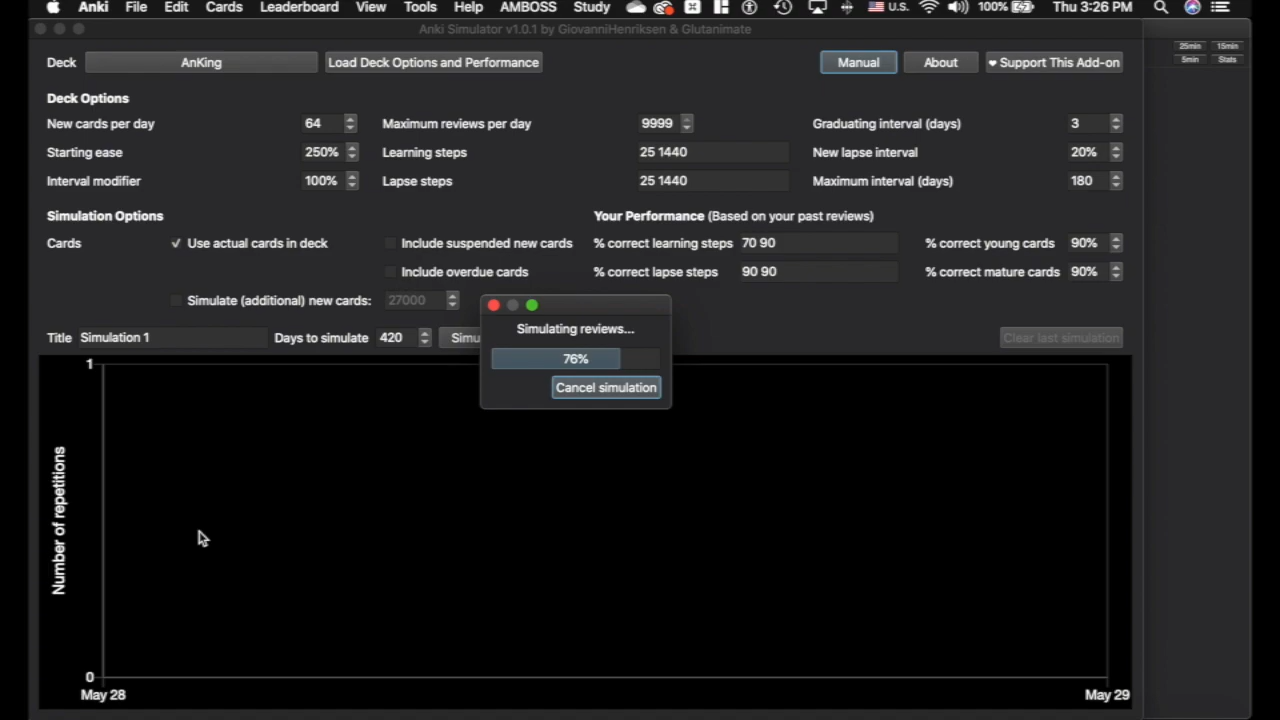 Anki File Edit Cards Leaderboard View Tools Help AMBOSS Study U.S. 100% Thu 3:26 PM
Anki Simulator v1.0.1 by GiovanniHenriksen & Glutanimate
25min 15min
5min Stats
Deck AnKing Load Deck Options and Performance Manual About ♥ Support This Add-on
Deck Options
New cards per day 64 Maximum reviews per day 9999 Graduating interval (days) 3
Starting ease 250% Learning steps 25 1440 New lapse interval 20%
Interval modifier 100% Lapse steps 25 1440 Maximum interval (days) 180
Simulation Options Your Performance (Based on your past reviews)
Cards ✓ Use actual cards in deck Include suspended new cards % correct learning steps 70 90 % correct young cards 90%
Include overdue cards % correct lapse steps 90 90 % correct mature cards 90%
Simulate (additional) new cards: 27000
Simulating reviews...
Title Simulation 1 Days to simulate 420 Simu Clear last simulation
76%
Cancel simulation
1
Number of repetitions
0
May 28 May 29